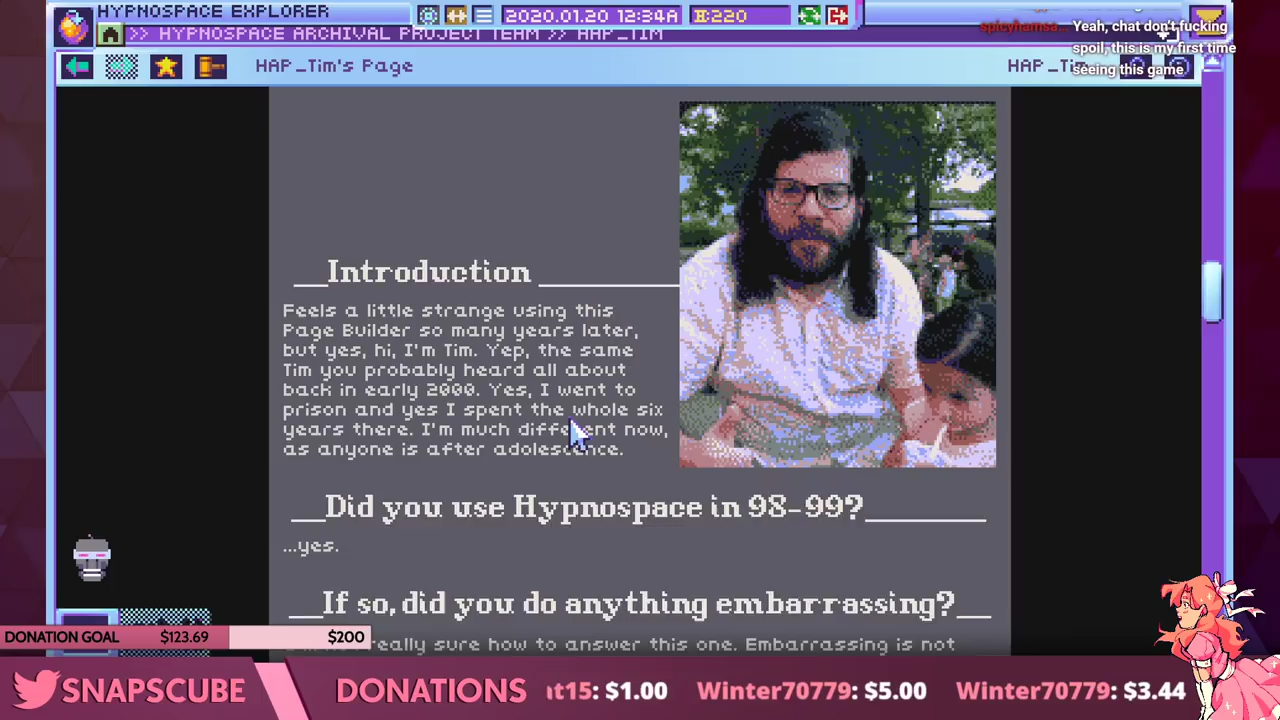 HYPNOSPACE EXPLORER
2020.01.20 12:34A
220
>> HYPNOSPACE ARCHIVAL PROJECT TEAM >> HAP_TIM
Yeah, chat don't fucking
spoil, this is my first time
seeing this game
HAP_Tim's Page
__Introduction________
Feels a little strange using this
Page Builder so many years later,
but yes, hi, I'm Tim. Yep, the same
Tim you probably heard all about
back in early 2000. Yes, I went to
prison and yes I spent the whole six
years there. I'm much different now,
as anyone is after adolescence.
__Did you use Hypnospace in 98-99?_______
...yes.
__If so, did you do anything embarrassing?__
really sure how to answer this one. Embarrassing is not
DONATION GOAL $123.69 $200
SNAPSCUBE
DONATIONS
t15: $1.00 Winter70779: $5.00 Winter70779: $3.44